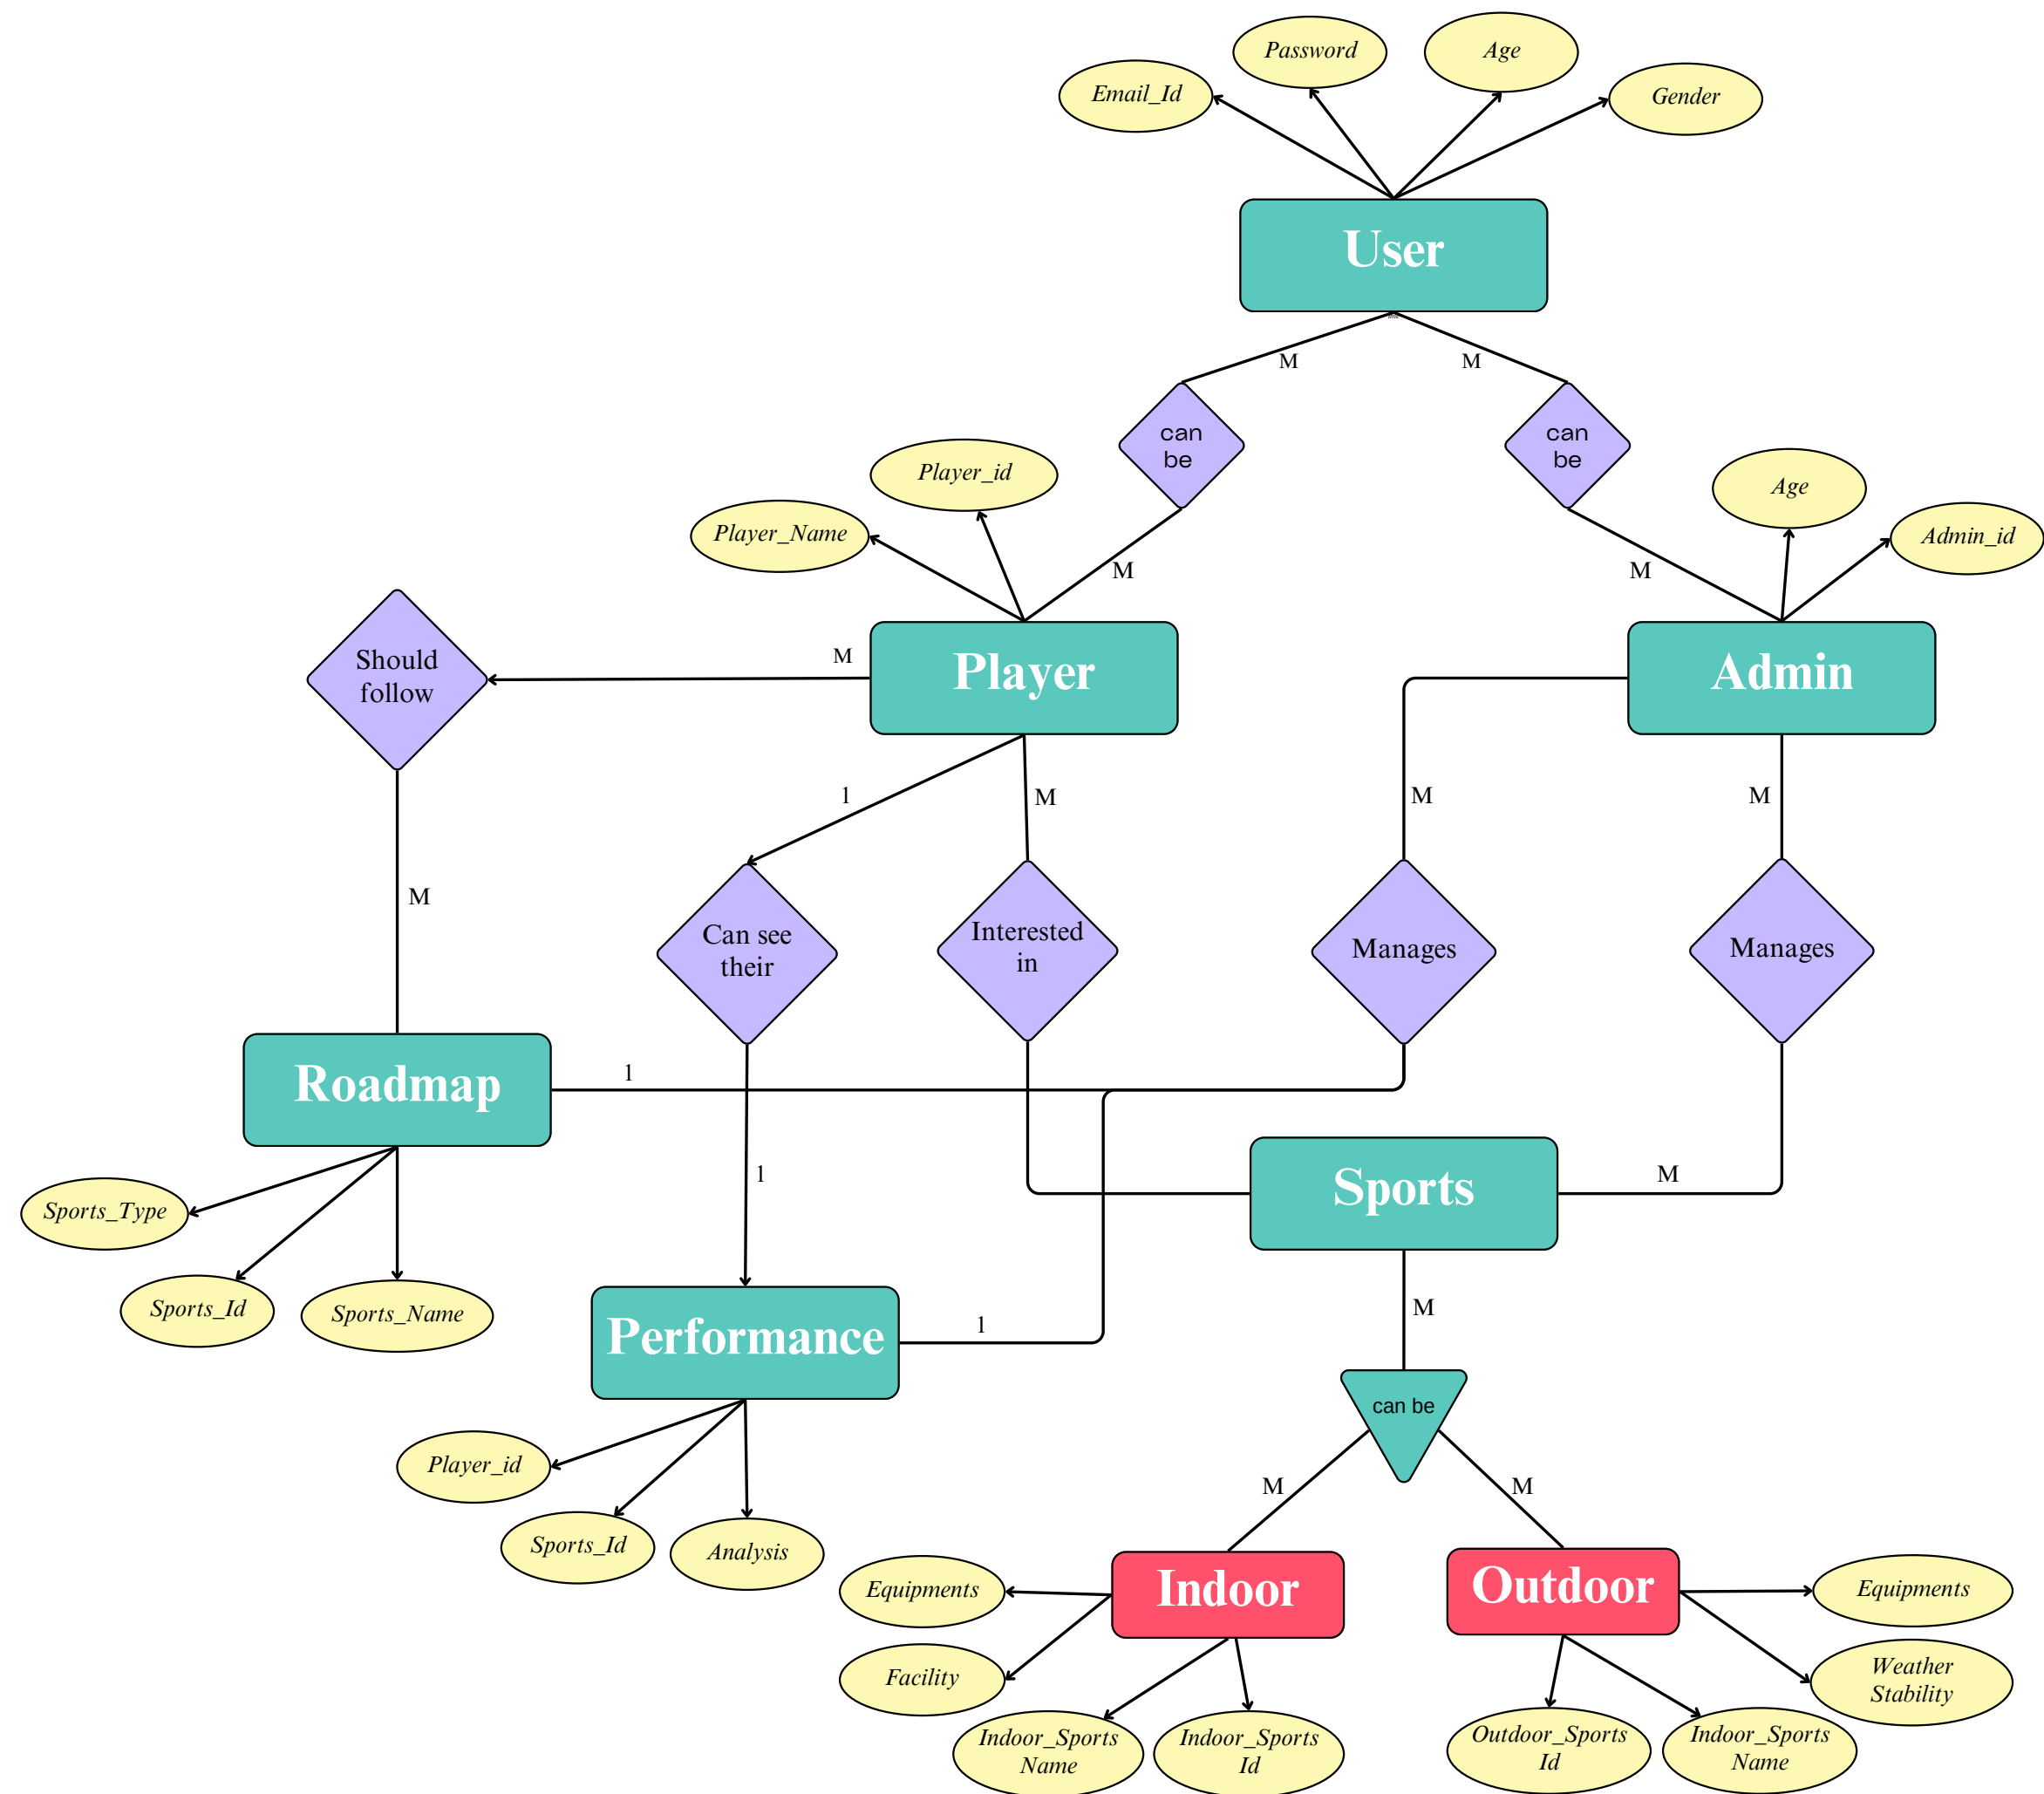 Password
Age
Email_Id
Gender
User
M
M
can
be
can
be
Player_id
Age
Player_Name
Admin_id
M
M
Should
follow
M
Player
Admin
1
M
M
M
M
Can see
their
Interested
in
Manages
Manages
Roadmap
1
1
M
Sports
Sports_Type
Sports_Id
Sports_Name
Performance
1
M
can be
Player_id
Sports_Id
Analysis
M
M
Equipments
Indoor
Outdoor
Equipments
Facility
Weather
Stability
Indoor_Sports
Name
Indoor_Sports
Id
Outdoor_Sports
Id
Indoor_Sports
Name